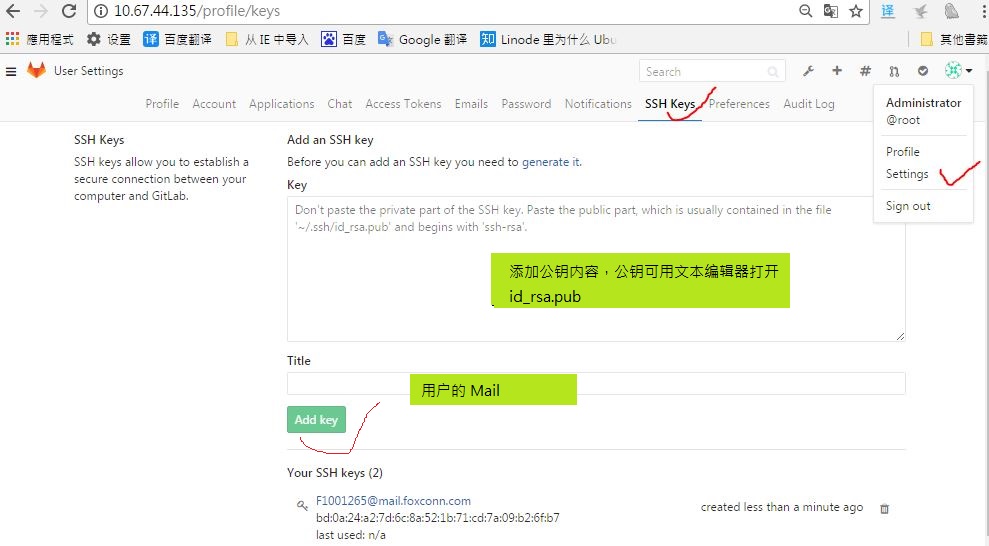 10.67.44.135/profile/keys
應用程式 设置 百度翻译 从 IE 中导入 百度 Google 翻译 Linode 里为什么 Ubu 其他書籤
User Settings Search
Profile Account Applications Chat Access Tokens Emails Password Notifications SSH Keys Preferences Audit Log
Administrator
@root
Profile
Settings
Sign out
SSH Keys
SSH keys allow you to establish a
secure connection between your
computer and GitLab.
Add an SSH key
Before you can add an SSH key you need to generate it.
Key
Don't paste the private part of the SSH key. Paste the public part, which is usually contained in the file
'~/.ssh/id_rsa.pub' and begins with 'ssh-rsa'.
添加公钥内容，公钥可用文本编辑器打开
id_rsa.pub
Title
用户的 Mail
Add key
Your SSH keys (2)
F1001265@mail.foxconn.com
bd:0a:24:a2:7d:6c:8a:52:1b:71:cd:7a:09:b2:6f:b7
last used: n/a
created less than a minute ago